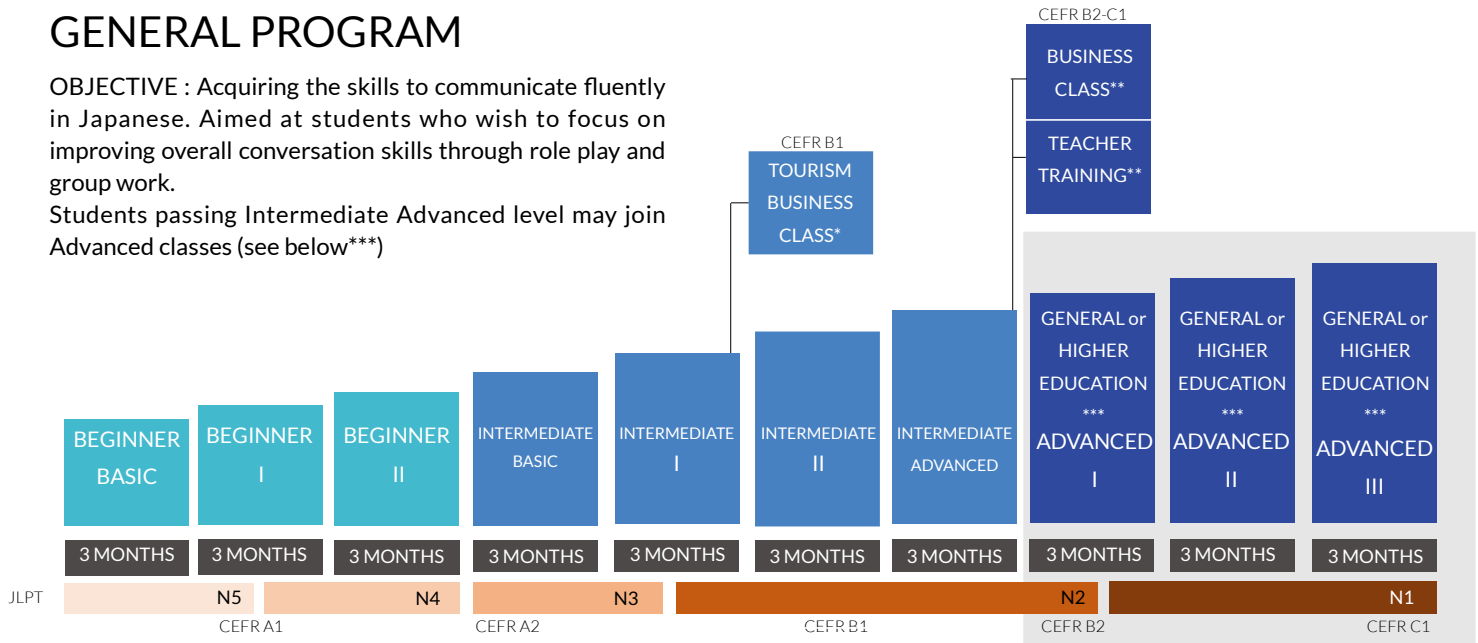 GENERAL PROGRAM
OBJECTIVE : Acquiring the skills to communicate fluently
in Japanese. Aimed at students who wish to focus on
improving overall conversation skills through role play and
group work.
Students passing Intermediate Advanced level may join
Advanced classes (see below***)
CEFR B1
TOURISM
BUSINESS
CLASS*
CEFR B2-C1
BUSINESS
CLASS**
TEACHER
TRAINING**
BEGINNER
BASIC
BEGINNER
I
BEGINNER
II
INTERMEDIATE
BASIC
INTERMEDIATE
I
INTERMEDIATE
II
INTERMEDIATE
ADVANCED
GENERAL or
HIGHER
EDUCATION
***
ADVANCED
I
GENERAL or
HIGHER
EDUCATION
***
ADVANCED
II
GENERAL or
HIGHER
EDUCATION
***
ADVANCED
III
3 MONTHS 3 MONTHS 3 MONTHS 3 MONTHS 3 MONTHS 3 MONTHS 3 MONTHS 3 MONTHS 3 MONTHS 3 MONTHS
JLPT N5 N4 N3 N2 N1
CEFR A1 CEFR A2 CEFR B1 CEFR B2 CEFR C1